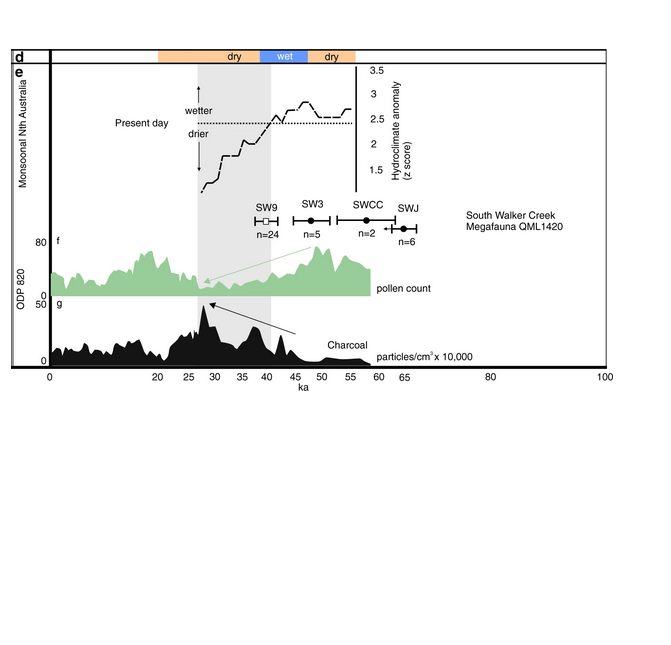 d
dry
wet
dry
e
Monsoonal Nth Australia
wetter
Present day
drier
3.5
3
2.5
2
1.5
Hydroclimate anomaly
(z score)
SW9
SW3
SWCC
SWJ
n=24
n=5
n=2
n=6
South Walker Creek
Megafauna QML1420
ODP 820
80
f
0
pollen count
50
g
0
Charcoal
particles/cm³ x 10,000
0
20
25
30
35
40
45
50
55
60
65
80
100
ka